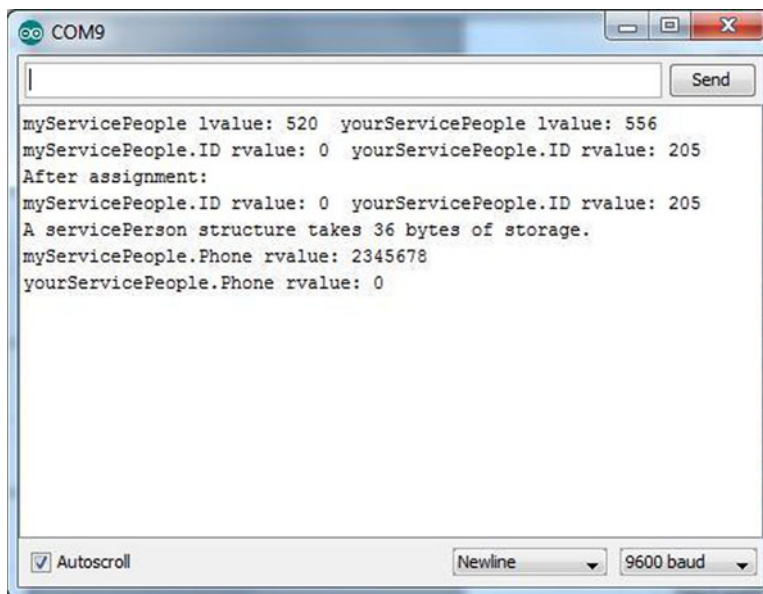 COM9
Send
myServicePeople lvalue: 520  yourServicePeople lvalue: 556
myServicePeople.ID rvalue: 0  yourServicePeople.ID rvalue: 205
After assignment:
myServicePeople.ID rvalue: 0  yourServicePeople.ID rvalue: 205
A servicePerson structure takes 36 bytes of storage.
myServicePeople.Phone rvalue: 2345678
yourServicePeople.Phone rvalue: 0
Autoscroll Newline 9600 baud